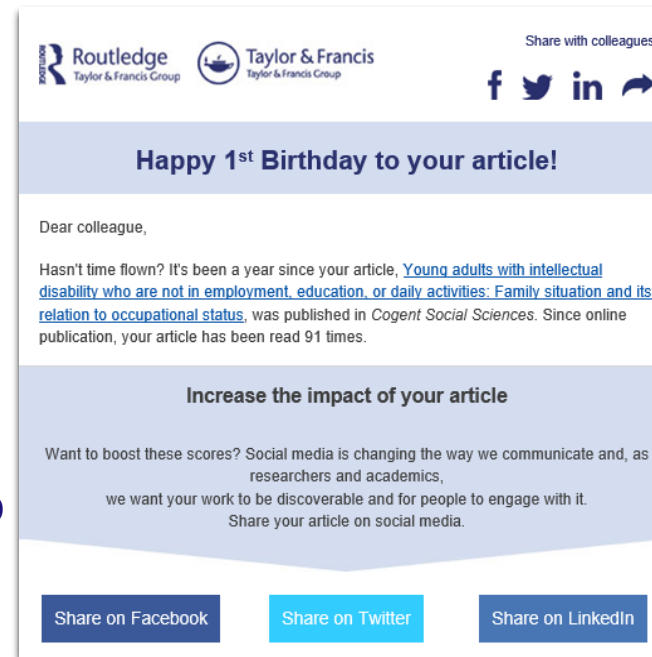 Share with colleagues
ROUTLEDGE
Routledge
Taylor & Francis Group
Taylor & Francis
Taylor & Francis Group
Happy 1st Birthday to your article!
Dear colleague,
Hasn't time flown? It's been a year since your article, Young adults with intellectual
disability who are not in employment, education, or daily activities: Family situation and its
relation to occupational status, was published in Cogent Social Sciences. Since online
publication, your article has been read 91 times.
Increase the impact of your article
Want to boost these scores? Social media is changing the way we communicate and, as
researchers and academics,
we want your work to be discoverable and for people to engage with it.
Share your article on social media.
Share on Facebook
Share on Twitter
Share on LinkedIn